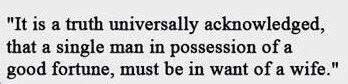 "It is a truth universally acknowledged,
that a single man in possession of a
good fortune, must be in want of a wife."